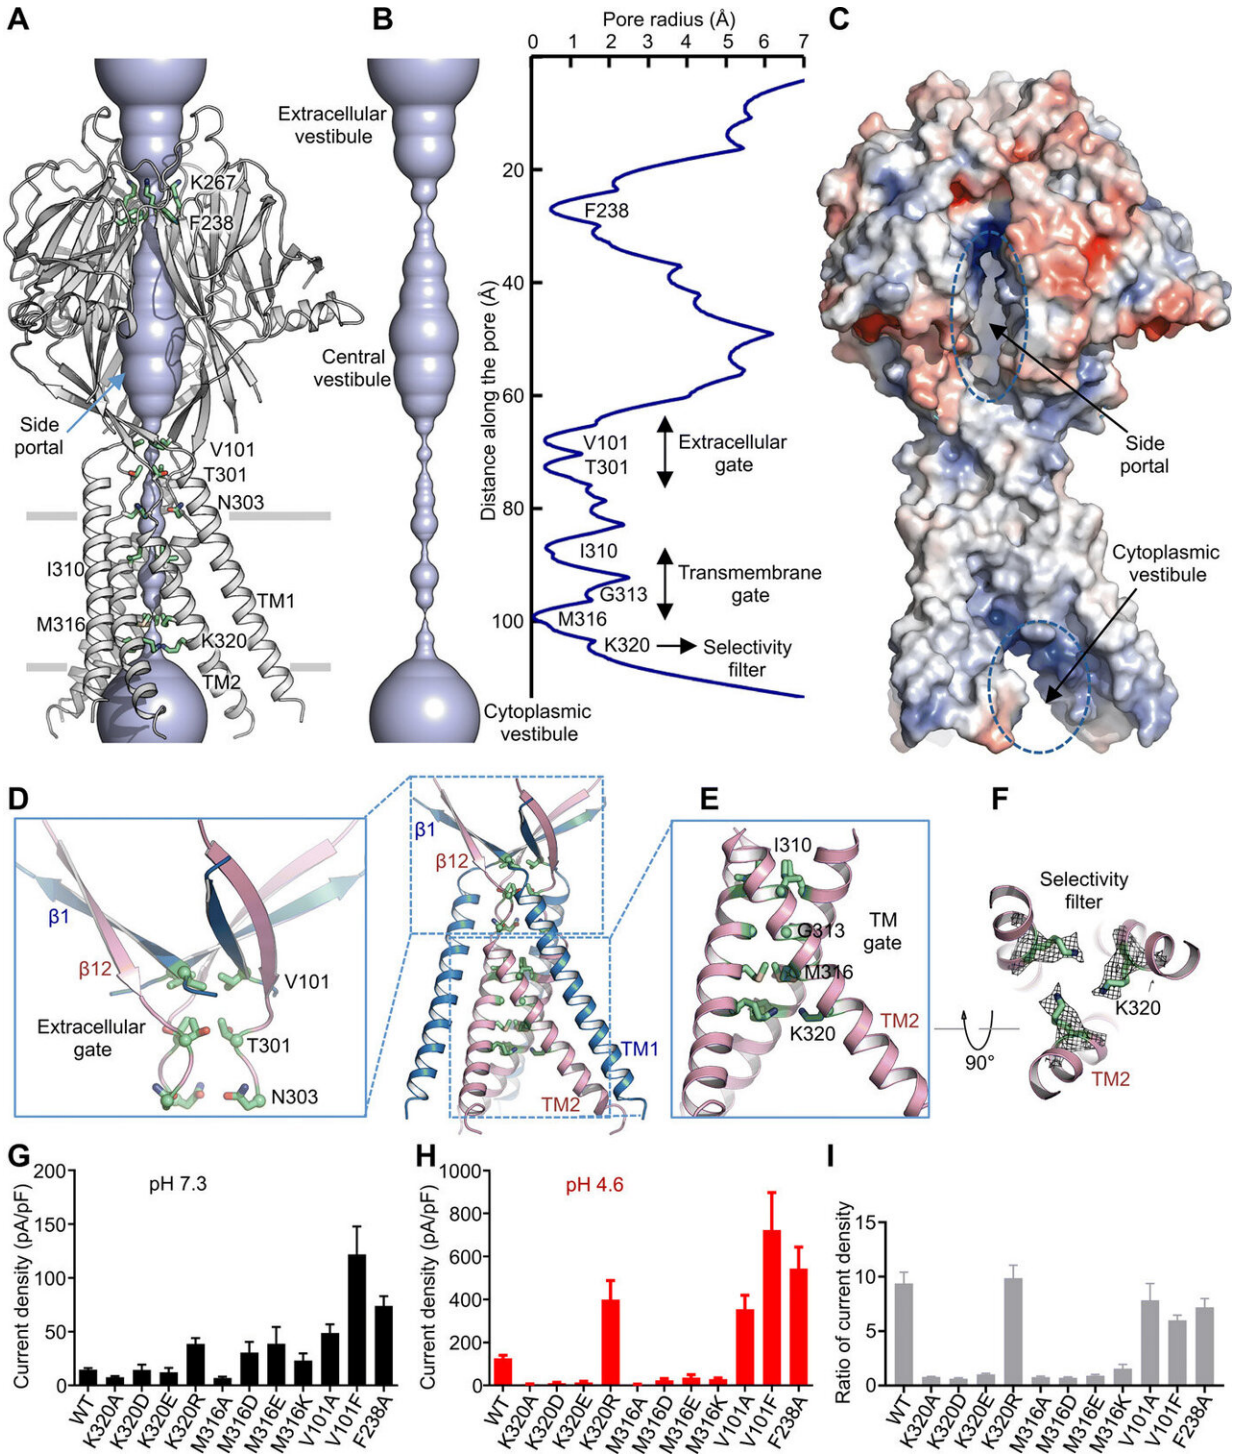 A
K267
F238
Side
portal
V101
T301
N303
I310
M316
TM1
K320
TM2
B
Extracellular
vestibule
Central
vestibule
Cytoplasmic
vestibule
Pore radius (Å)
0 1 2 3 4 5 6 7
Distance along the pore (Å)
20
40
60
80
100
F238
V101
T301
Extracellular
gate
I310
G313
M316
Transmembrane
gate
K320
Selectivity
filter
C
Side
portal
Cytoplasmic
vestibule
D
β1
β12
V101
Extracellular
gate
T301
N303
β1
β12
TM1
TM2
E
I310
G313
TM
gate
M316
K320
TM2
90°
F
Selectivity
filter
K320
TM2
G
pH 7.3
Current density (pA/pF)
200
150
100
50
0
WT
K320A
K320D
K320E
K320R
M316A
M316D
M316E
M316K
V101A
V101F
F238A
H
pH 4.6
Current density (pA/pF)
1000
800
600
400
200
0
WT
K320A
K320D
K320E
K320R
M316A
M316D
M316E
M316K
V101A
V101F
F238A
I
Ratio of current density
15
10
5
0
WT
K320A
K320D
K320E
K320R
M316A
M316D
M316E
M316K
V101A
V101F
F238A